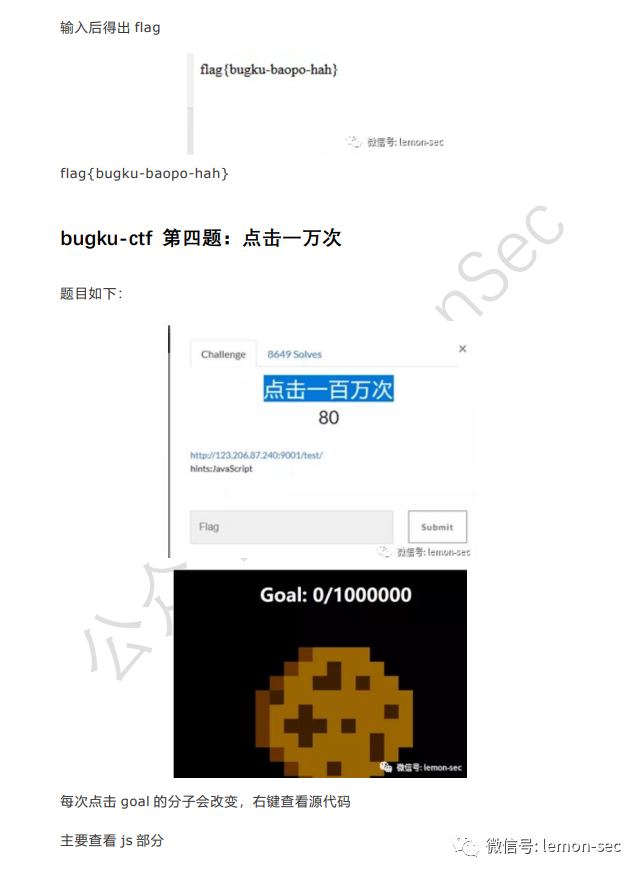 输入后得出 flag
flag{bugku-baopo-hah}
微信号: lemon-sec
flag{bugku-baopo-hah}
bugku-ctf 第四题：点击一万次
nSec
题目如下：
Challenge
8649 Solves
×
点击一百万次
80
http://123.206.87.240:9001/test/
hints:JavaScript
Flag
Submit
微信号: lemon-sec
公众
Goal: 0/1000000
微信号: lemon-sec
每次点击 goal 的分子会改变，右键查看源代码
主要查看 js 部分
微信号: lemon-sec